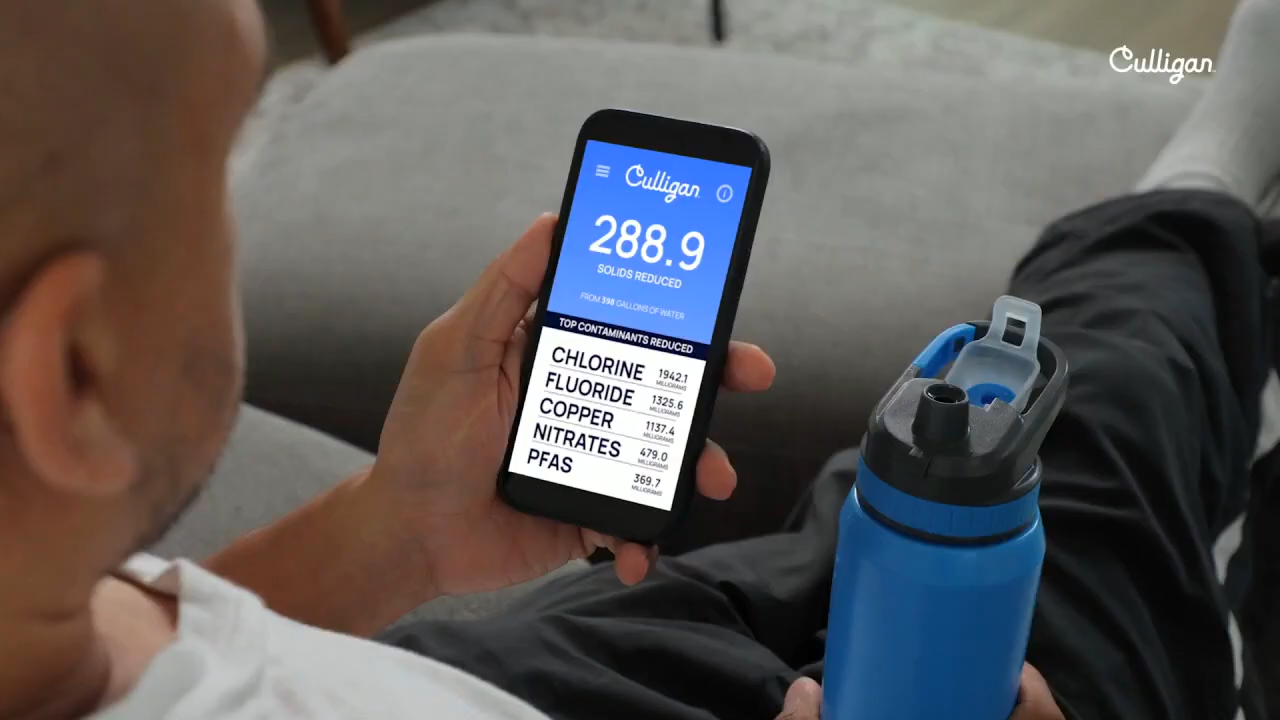 Culligan
Culligan
288.9
SOLIDS REDUCED
FROM 398 GALLONS OF WATER
TOP CONTAMINANTS REDUCED
CHLORINE 1942.1 MILLIGRAMS
FLUORIDE 1325.6 MILLIGRAMS
COPPER 1137.4 MILLIGRAMS
NITRATES 479.0 MILLIGRAMS
PFAS 369.7 MILLIGRAMS